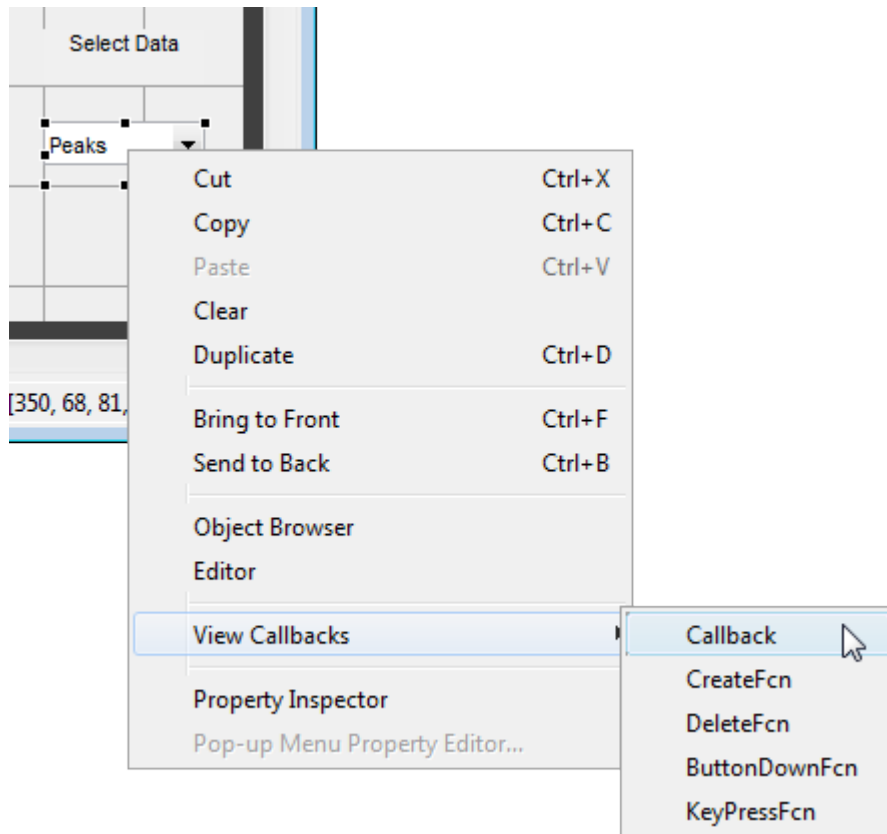 Select Data
Peaks
Cut Ctrl+X
Copy Ctrl+C
Paste Ctrl+V
Clear
Duplicate Ctrl+D
[350, 68, 81,
Bring to Front Ctrl+F
Send to Back Ctrl+B
Object Browser
Editor
View Callbacks
Callback
CreateFcn
Property Inspector
DeleteFcn
Pop-up Menu Property Editor...
ButtonDownFcn
KeyPressFcn